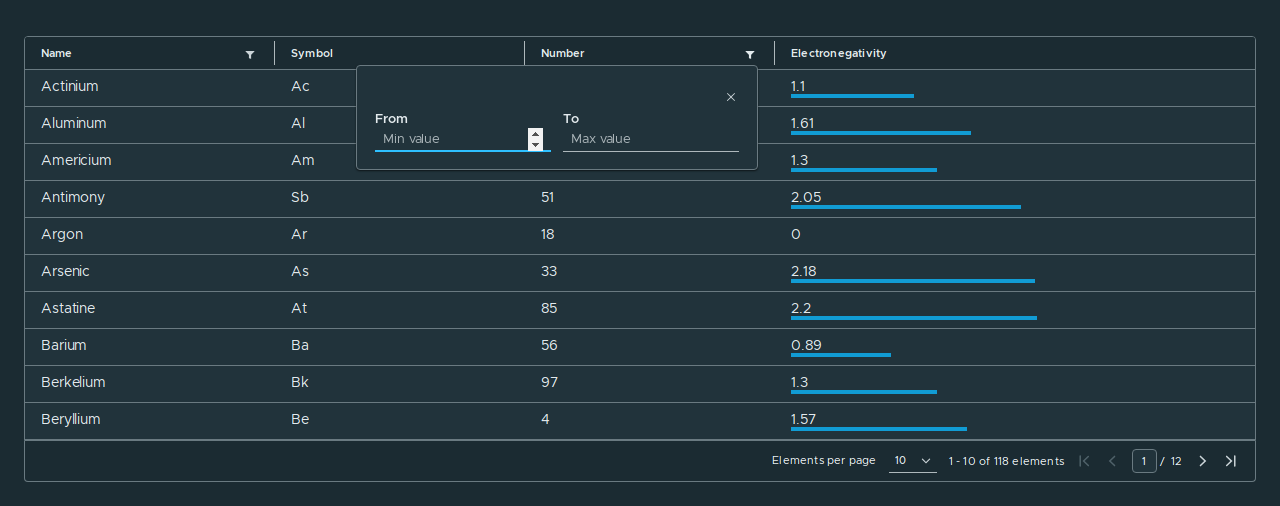 Name Symbol Number Electronegativity
Actinium Ac 1.1
From To
Aluminum Al 1.61
Min value Max value
Americium Am 1.3
Antimony Sb 51 2.05
Argon Ar 18 0
Arsenic As 33 2.18
Astatine At 85 2.2
Barium Ba 56 0.89
Berkelium Bk 97 1.3
Beryllium Be 4 1.57
Elements per page 10 1 - 10 of 118 elements 1 / 12